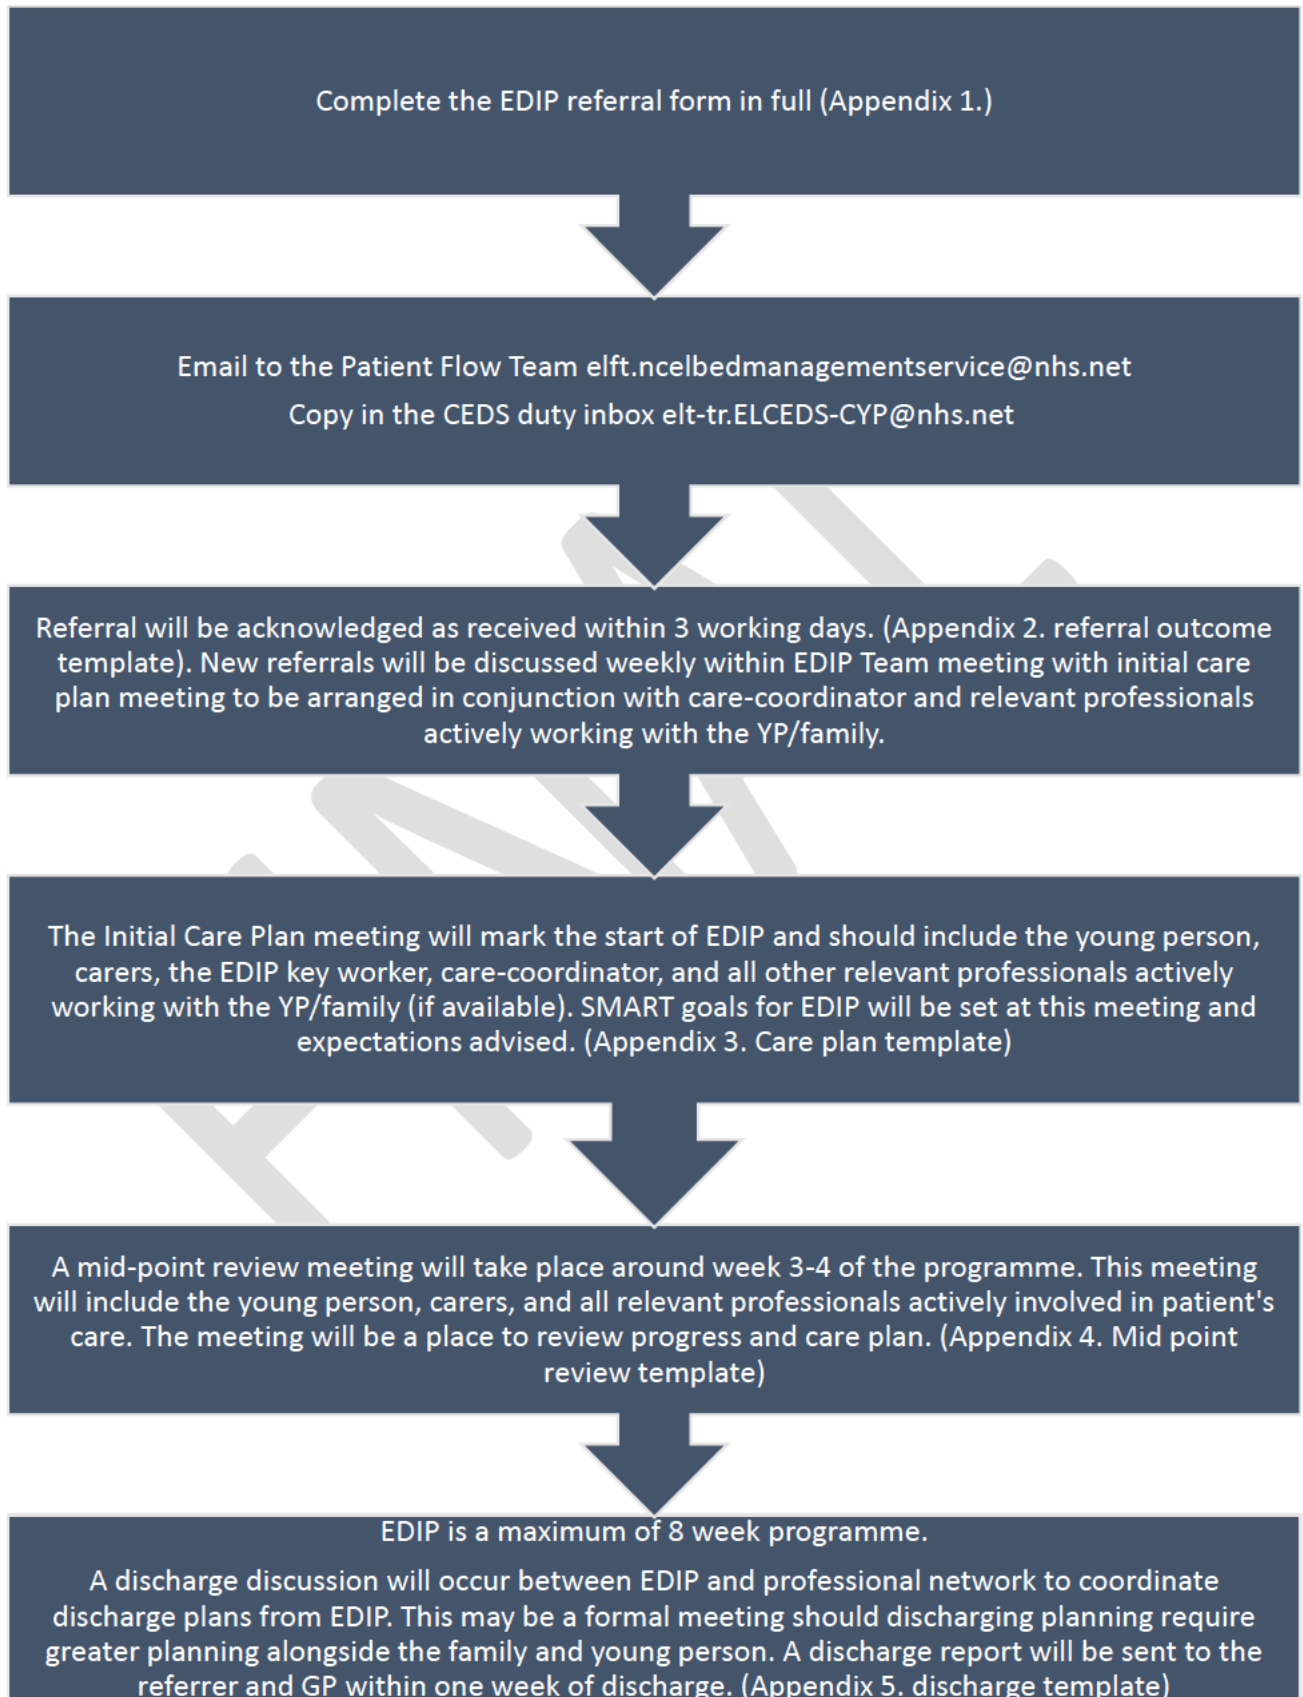 Complete the EDIP referral form in full (Appendix 1.)
Email to the Patient Flow Team elft.ncelbedmanagementservice@nhs.net
Copy in the CEDS duty inbox elt-tr.ELCEDS-CYP@nhs.net
Referral will be acknowledged as received within 3 working days. (Appendix 2. referral outcome
template). New referrals will be discussed weekly within EDIP Team meeting with initial care
plan meeting to be arranged in conjunction with care-coordinator and relevant professionals
actively working with the YP/family.
The Initial Care Plan meeting will mark the start of EDIP and should include the young person,
carers, the EDIP key worker, care-coordinator, and all other relevant professionals actively
working with the YP/family (if available). SMART goals for EDIP will be set at this meeting and
expectations advised. (Appendix 3. Care plan template)
A mid-point review meeting will take place around week 3-4 of the programme. This meeting
will include the young person, carers, and all relevant professionals actively involved in patient's
care. The meeting will be a place to review progress and care plan. (Appendix 4. Mid point
review template)
EDIP is a maximum of 8 week programme.
A discharge discussion will occur between EDIP and professional network to coordinate
discharge plans from EDIP. This may be a formal meeting should discharging planning require
greater planning alongside the family and young person. A discharge report will be sent to the
referrer and GP within one week of discharge. (Appendix 5. discharge template)